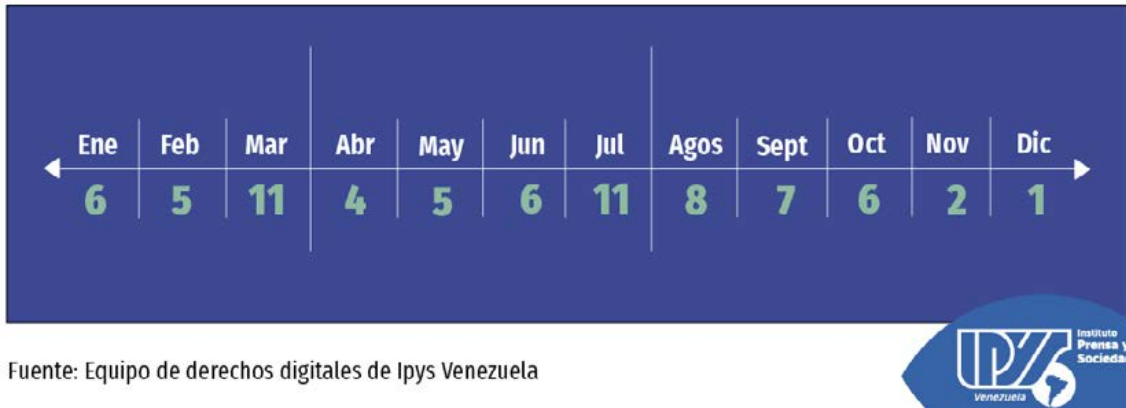 Ene Feb Mar Abr May Jun Jul Agos Sept Oct Nov Dic
6 5 11 4 5 6 11 8 7 6 2 1
Fuente: Equipo de derechos digitales de Ipys Venezuela
IPYS
Venezuela
Instituto
Prensa y
Sociedad